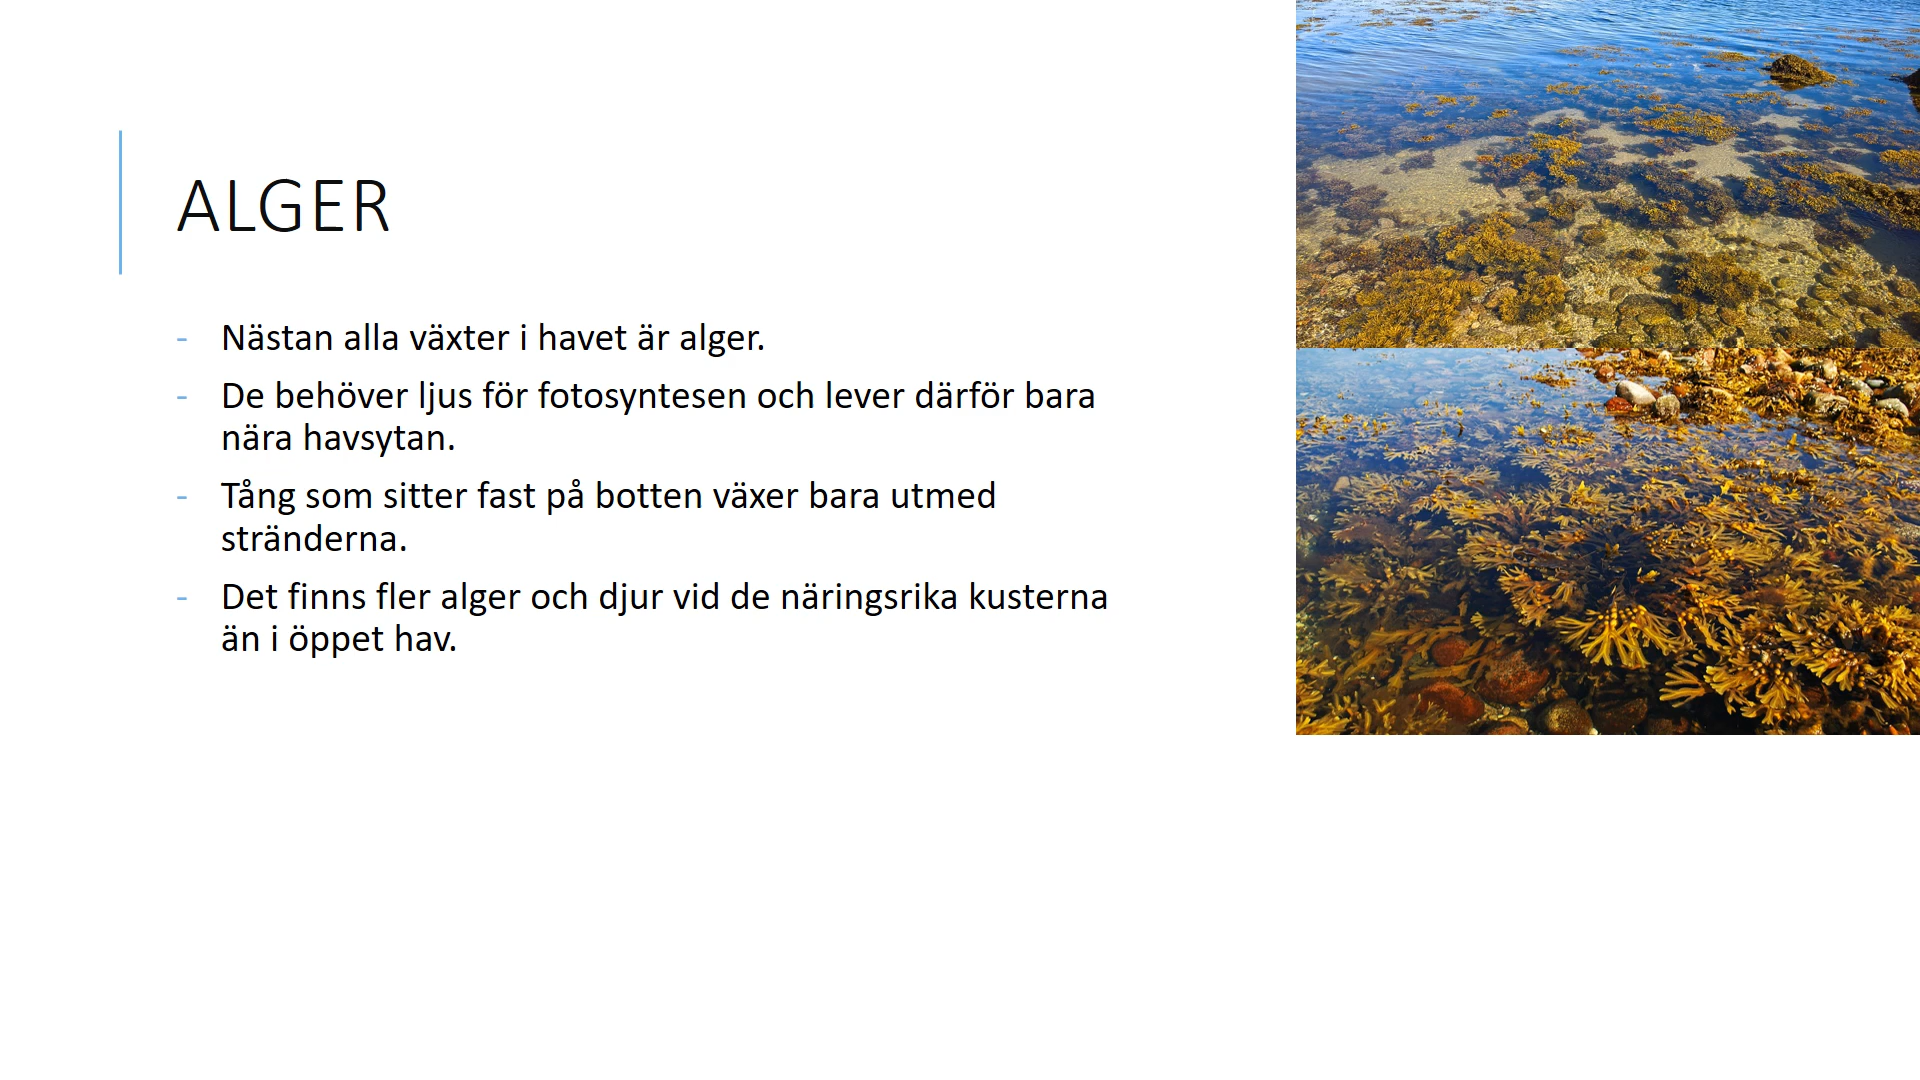 ALGER
- Nästan alla växter i havet är alger.
- De behöver ljus för fotosyntesen och lever därför bara
nära havsytan.
- Tång som sitter fast på botten växer bara utmed
stränderna.
- Det finns fler alger och djur vid de näringsrika kusterna
än i öppet hav.